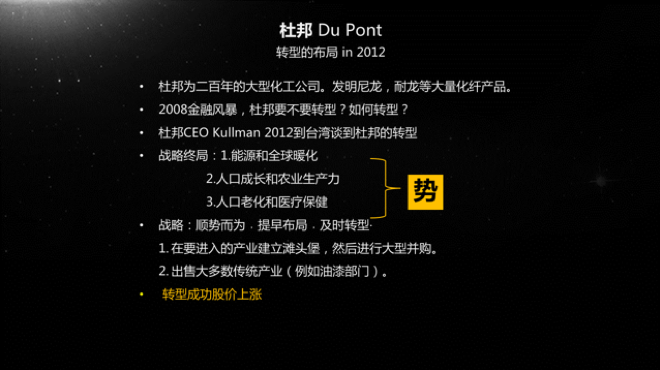 杜邦 Du Pont
转型的布局 in 2012
• 杜邦为二百年的大型化工公司。发明尼龙，耐龙等大量化纤产品。
• 2008金融风暴，杜邦要不要转型？如何转型？
• 杜邦CEO Kullman 2012到台湾谈到杜邦的转型
• 战略终局：1.能源和全球暖化
2.人口成长和农业生产力
3.人口老化和医疗保健
势
• 战略：顺势而为．提早布局．及时转型.
1. 在要进入的产业建立滩头堡，然后进行大型并购。
2. 出售大多数传统产业（例如油漆部门）。
• 转型成功股价上涨